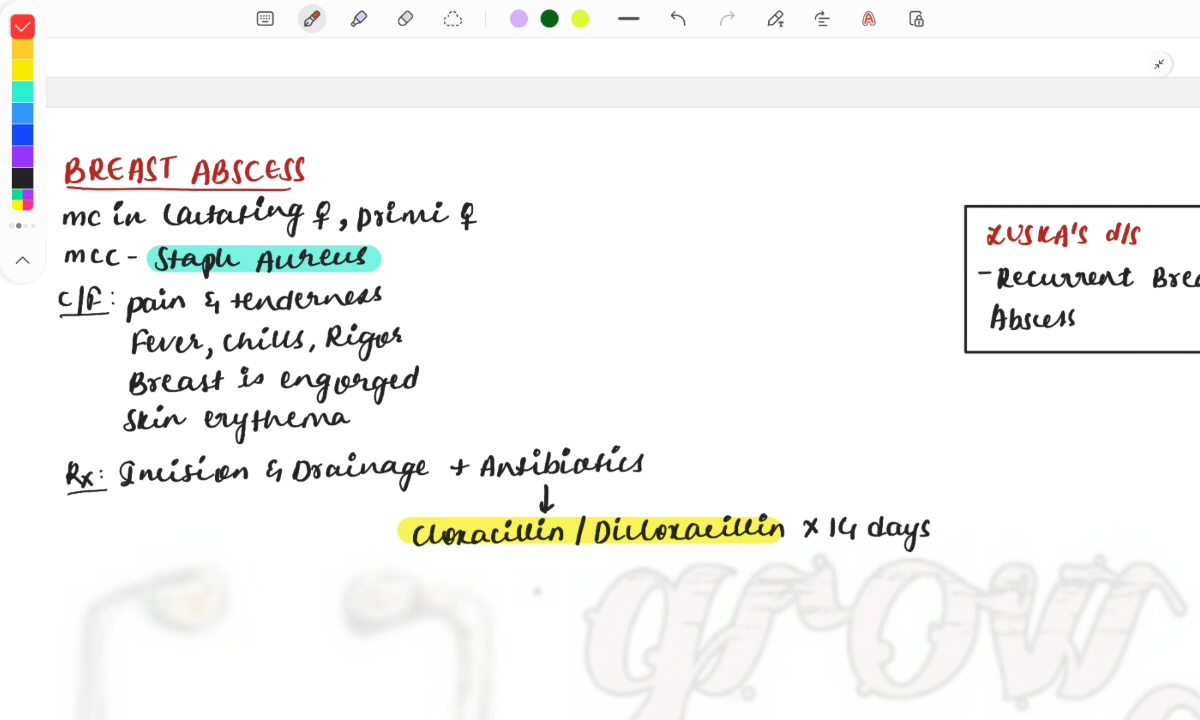 BREAST ABSCESS
mc in lactating ♀, primi ♀
mcc - Staph Aureus
C/F: pain & tenderness
Fever, chills, Rigor
Breast is engorged
Skin erythema
Rx: Incision & Drainage + Antibiotics
↓
Cloxacillin / Dicloxacillin × 14 days
ZUSKA'S d/s
- Recurrent Brea
Abscess
grow